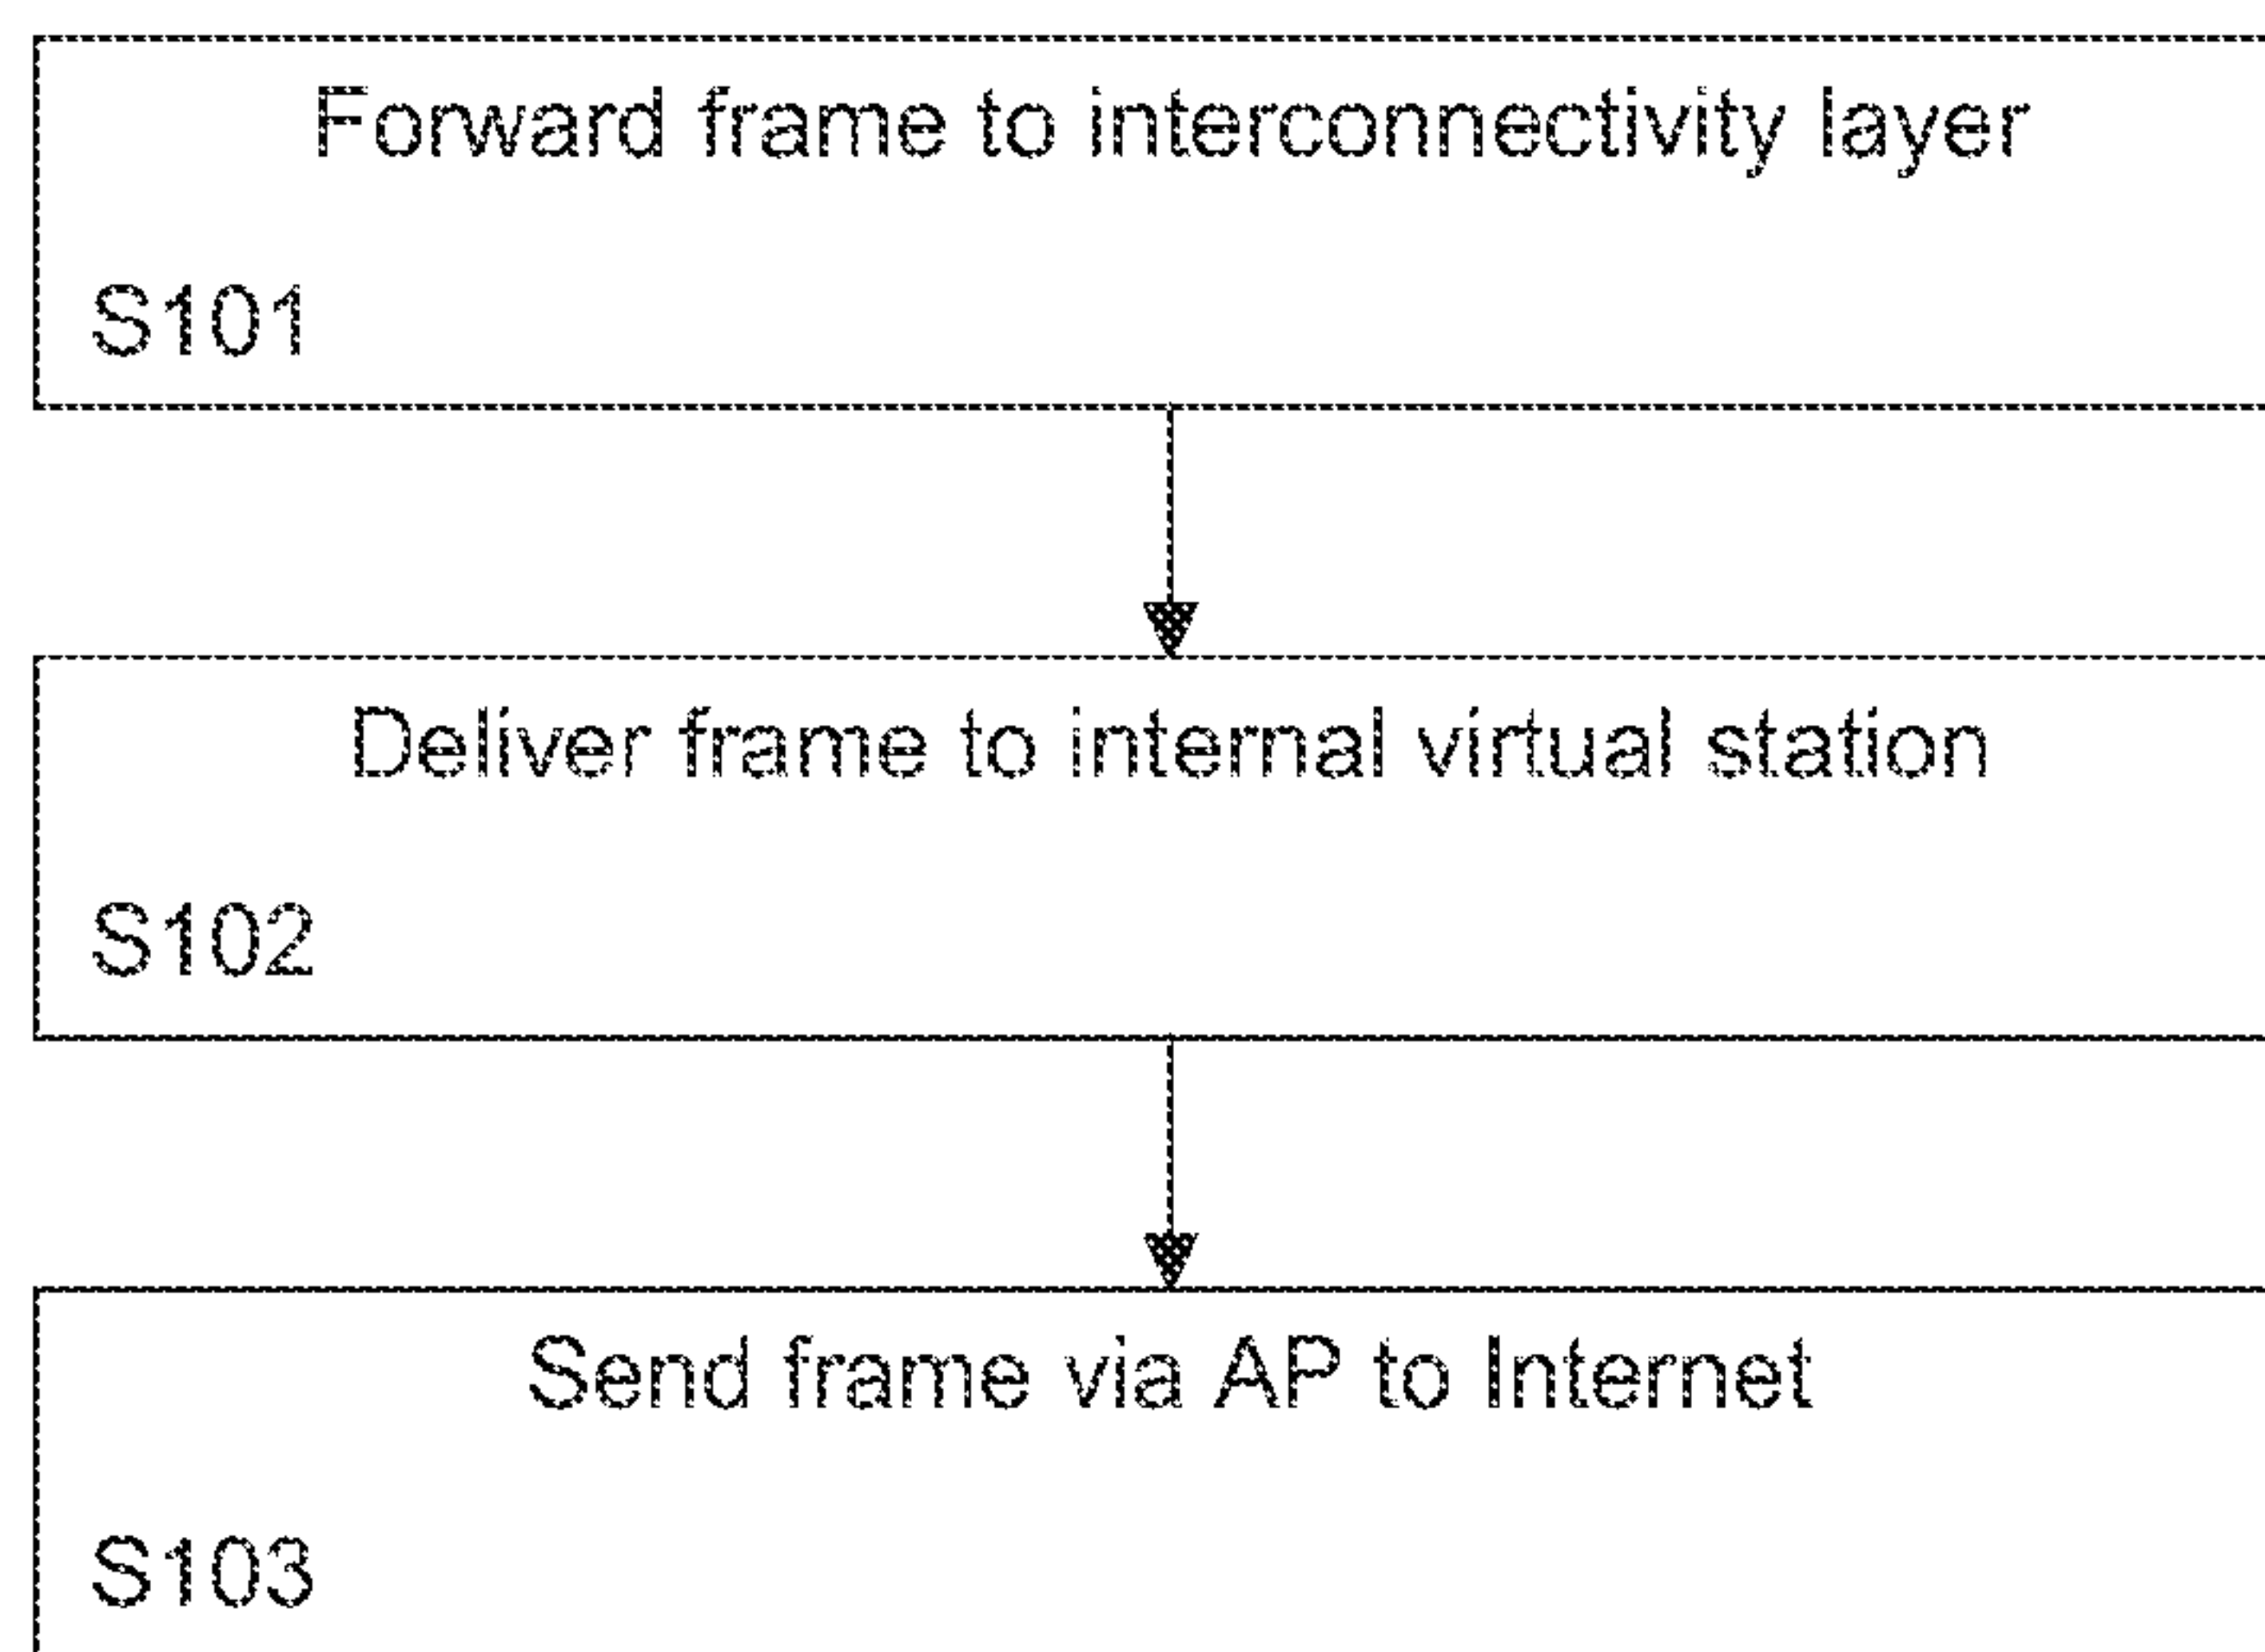 Forward frame to interconnectivity layer
S101
Deliver frame to internal virtual station
S102
Send frame via AP to Internet
S103